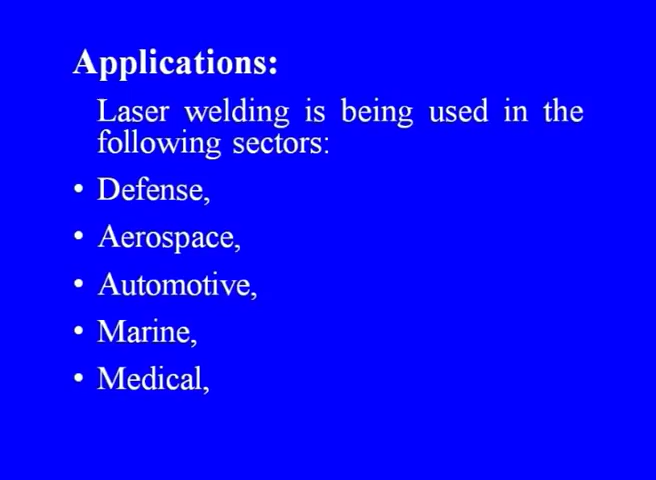 Applications:
Laser welding is being used in the
following sectors:
• Defense,
• Aerospace,
• Automotive,
• Marine,
• Medical,